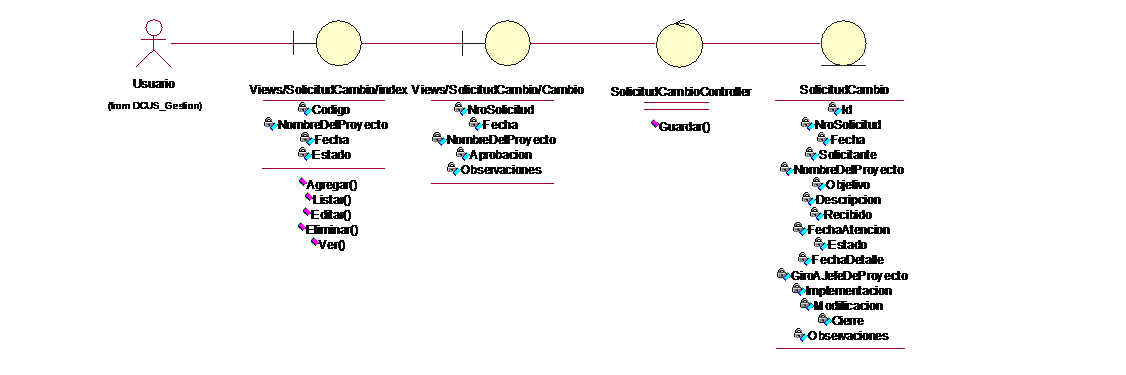 Usuario
(from DCUS_Gestion)
Views/SolicitudCambio/index
Codigo
NombreDelProyecto
Fecha
Estado
Agregar()
Listar()
Editar()
Eliminar()
Ver()
Views/SolicitudCambio/Cambio
NroSolicitud
Fecha
NombreDelProyecto
Aprobacion
Observaciones
SolicitudCambioController
Guardar()
SolicitudCambio
Id
NroSolicitud
Fecha
Solicitante
NombreDelProyecto
Objetivo
Descripcion
Recibido
FechaAtencion
Estado
FechaDetalle
GiroAJefeDeProyecto
Implementacion
Modificacion
Cierre
Observaciones